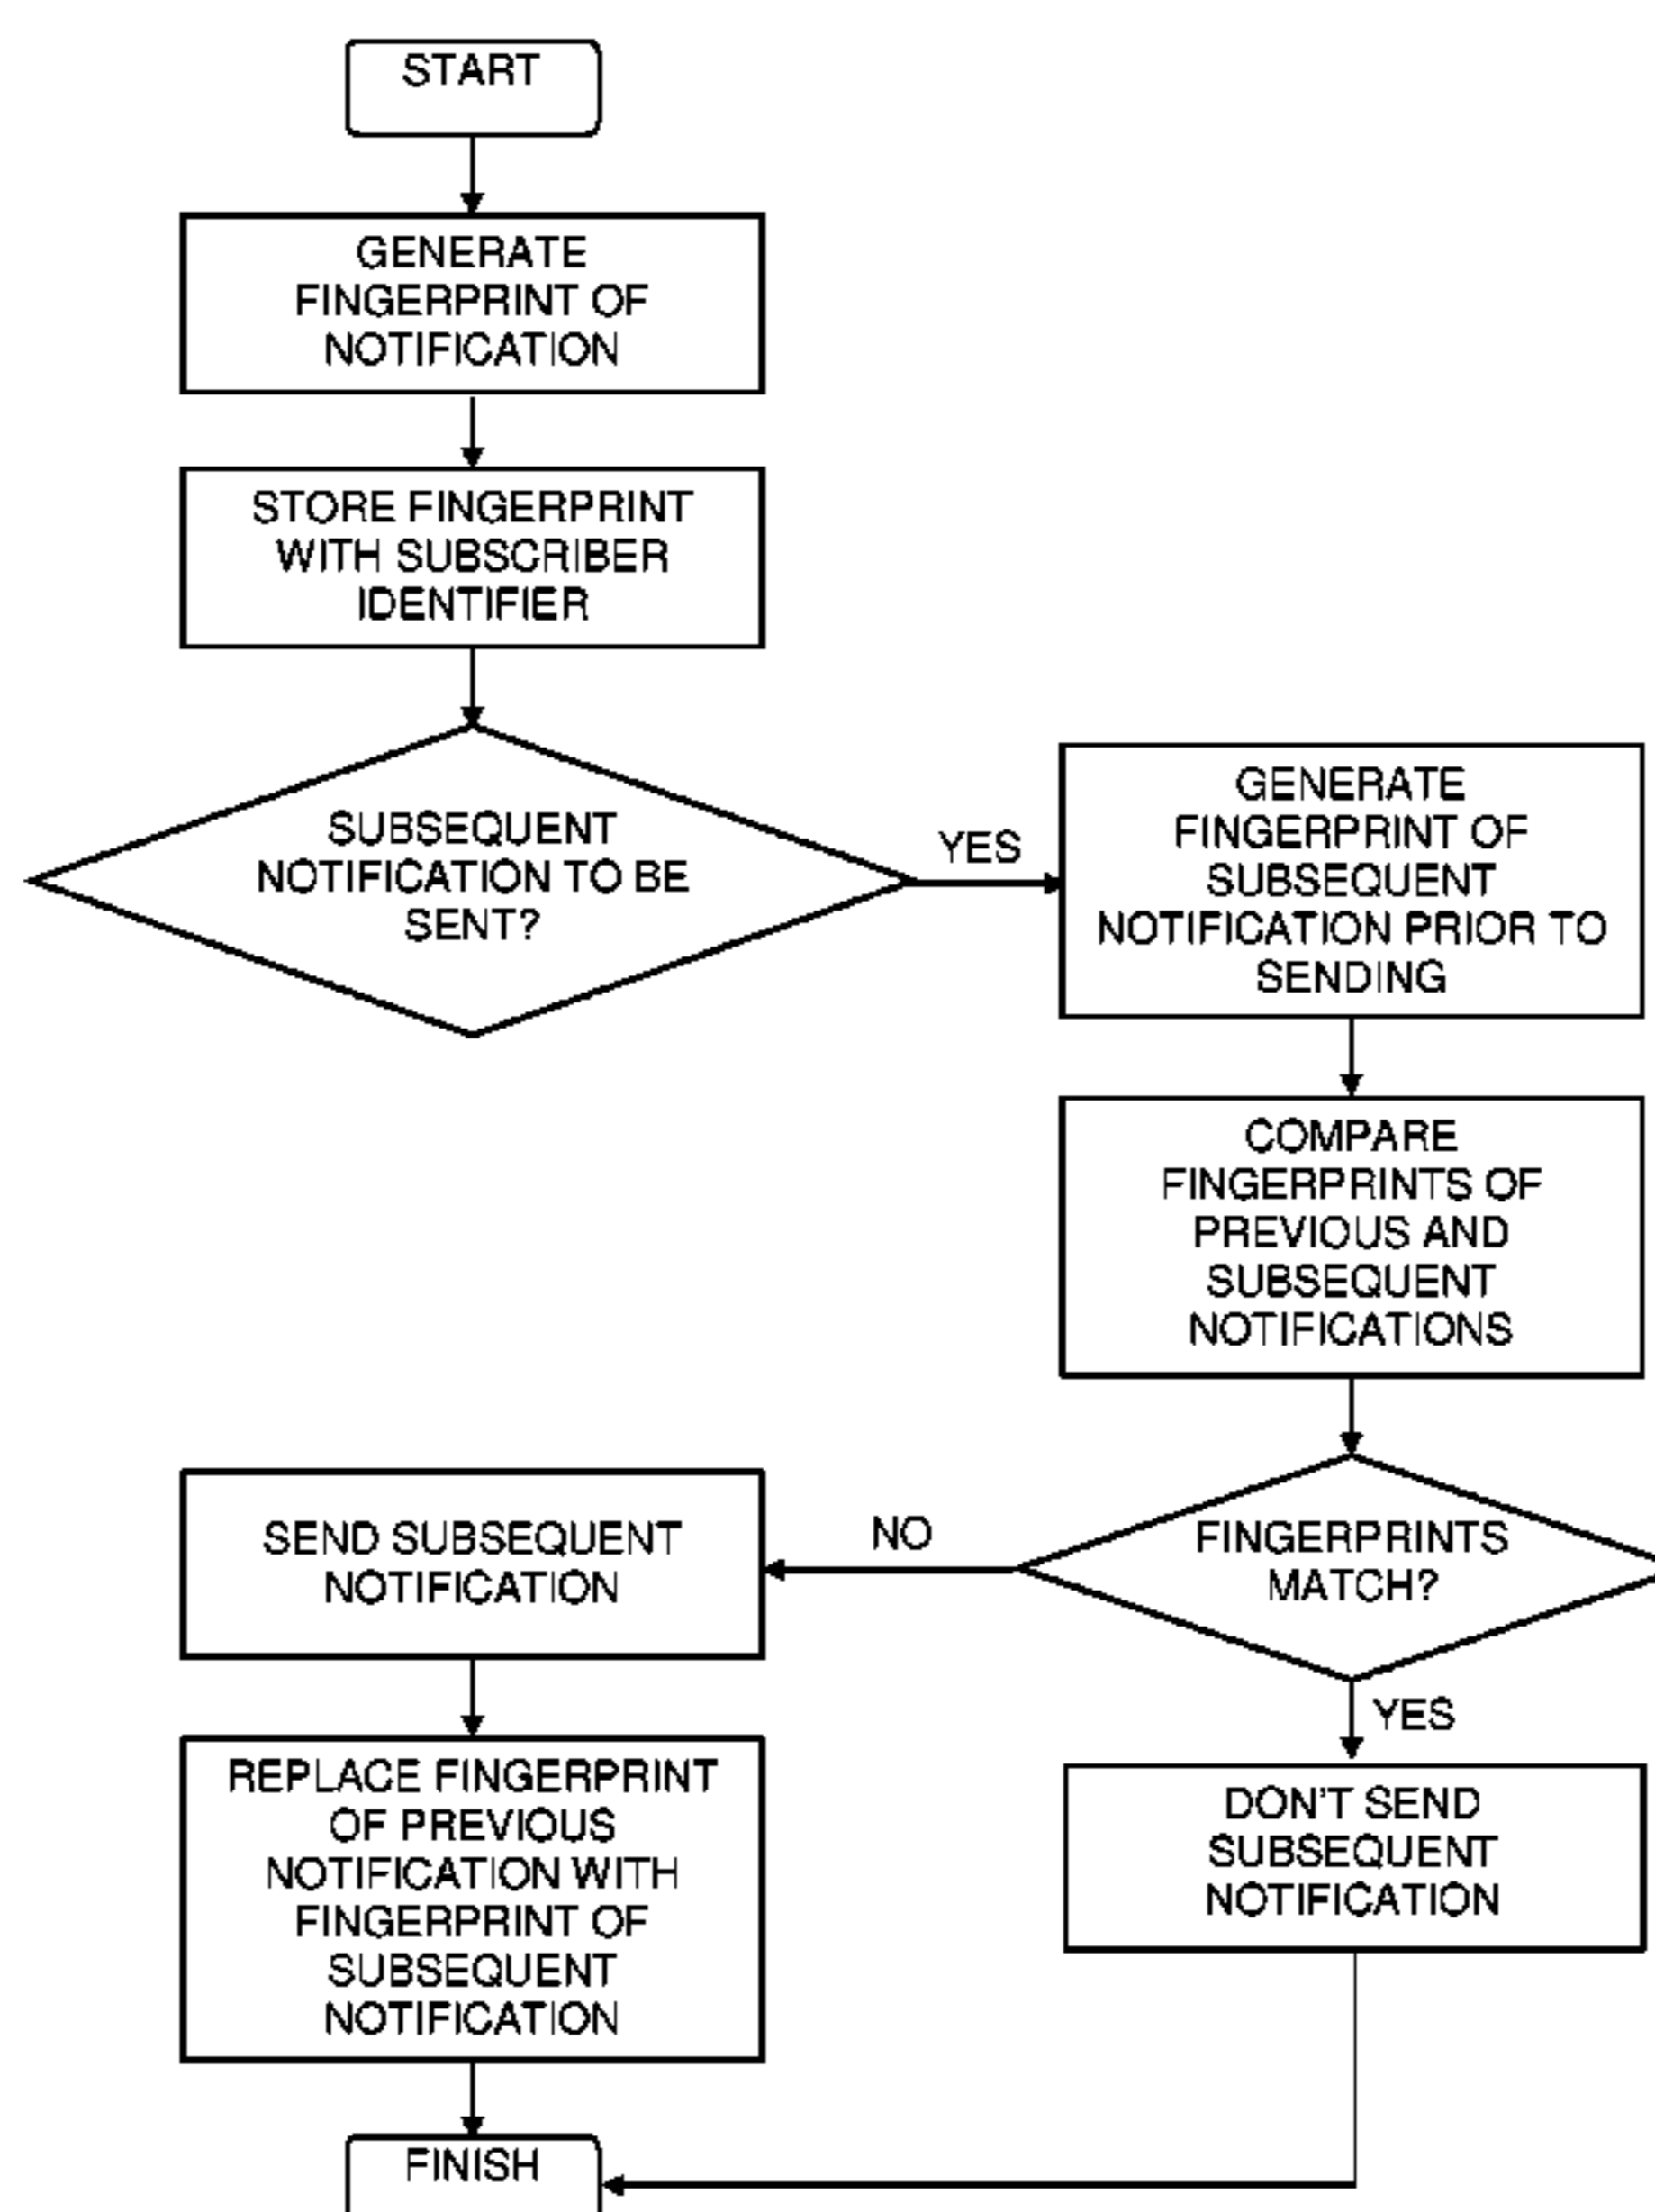 START
GENERATE
FINGERPRINT OF
NOTIFICATION
STORE FINGERPRINT
WITH SUBSCRIBER
IDENTIFIER
SUBSEQUENT
NOTIFICATION TO BE
SENT?
YES
GENERATE
FINGERPRINT OF
SUBSEQUENT
NOTIFICATION PRIOR TO
SENDING
COMPARE
FINGERPRINTS OF
PREVIOUS AND
SUBSEQUENT
NOTIFICATIONS
FINGERPRINTS
MATCH?
NO
SEND SUBSEQUENT
NOTIFICATION
YES
REPLACE FINGERPRINT
OF PREVIOUS
NOTIFICATION WITH
FINGERPRINT OF
SUBSEQUENT
NOTIFICATION
DON'T SEND
SUBSEQUENT
NOTIFICATION
FINISH